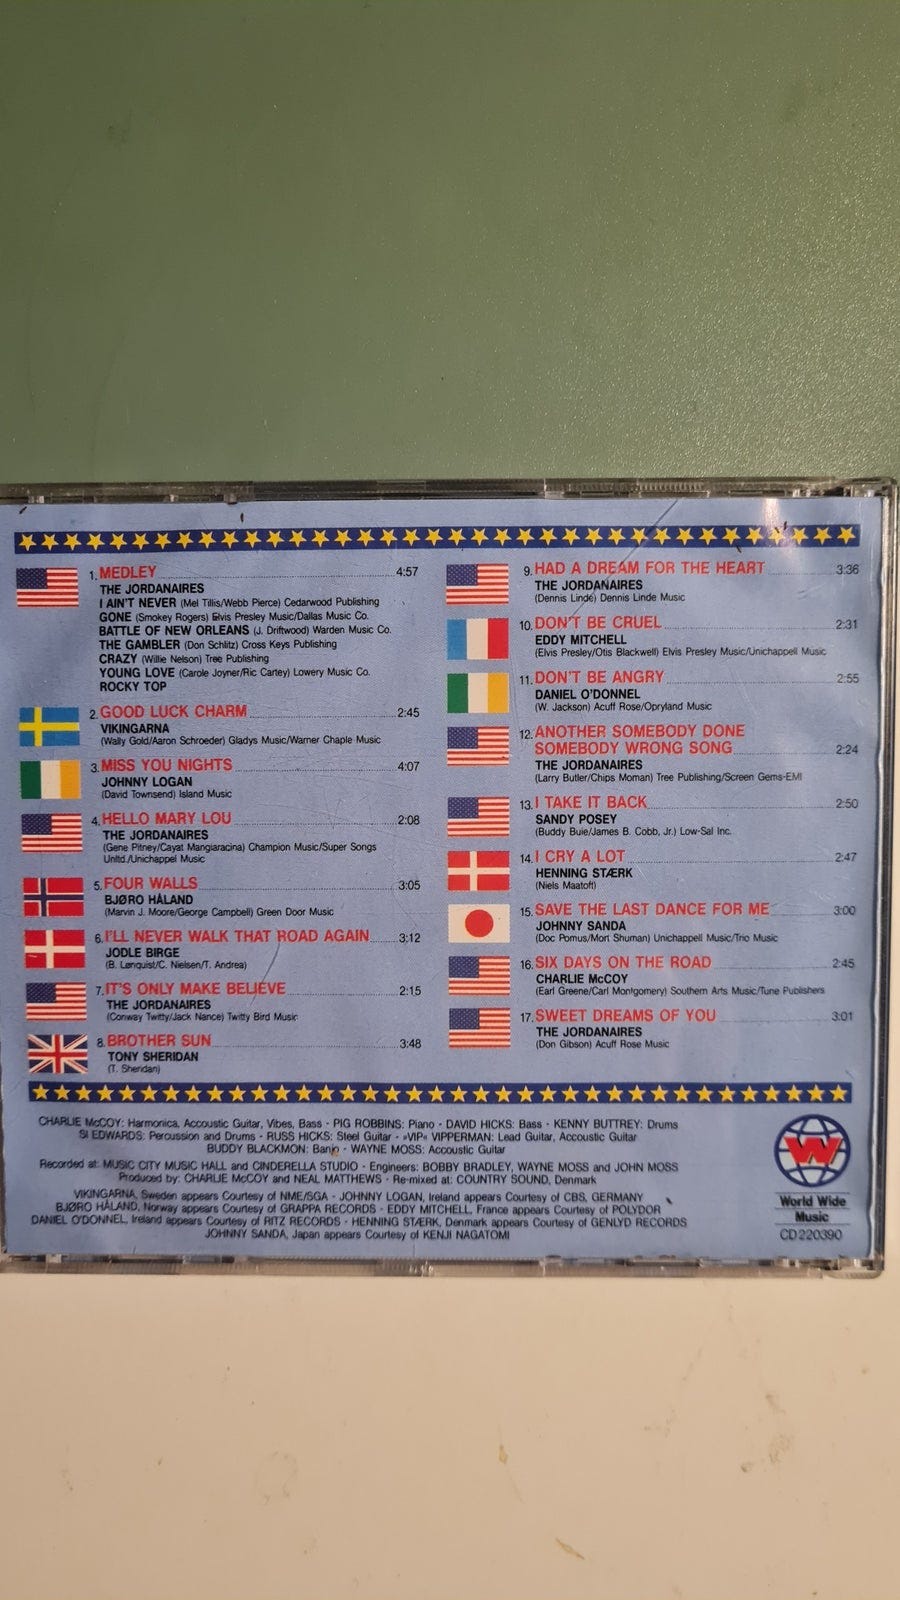 1. MEDLEY 4:57
THE JORDANAIRES
I AIN'T NEVER (Mel Tillis/Webb Pierce) Cedarwood Publishing
GONE (Smokey Rogers) Elvis Presley Music/Dallas Music Co.
BATTLE OF NEW ORLEANS (J. Driftwood) Warden Music Co.
THE GAMBLER (Don Schlitz) Cross Keys Publishing
CRAZY (Willie Nelson) Tree Publishing
YOUNG LOVE (Carole Joyner/Ric Cartey) Lowery Music Co.
ROCKY TOP
2. GOOD LUCK CHARM 2:45
VIKINGARNA
(Wally Gold/Aaron Schroeder) Gladys Music/Warner Chaple Music
3. MISS YOU NIGHTS 4:07
JOHNNY LOGAN
(David Townsend) Island Music
4. HELLO MARY LOU 2:08
THE JORDANAIRES
(Gene Pitney/Cayat Mangiaracina) Champion Music/Super Songs
Unltd./Unichappel Music
5. FOUR WALLS 3:05
BJØRO HÅLAND
(Marvin J. Moore/George Campbell) Green Door Music
6. I'LL NEVER WALK THAT ROAD AGAIN 3:12
JODLE BIRGE
(B. Lønquist/C. Nielsen/T. Andrea)
7. IT'S ONLY MAKE BELIEVE 2:15
THE JORDANAIRES
(Conway Twitty/Jack Nance) Twitty Bird Music
8. BROTHER SUN 3:48
TONY SHERIDAN
(T. Sheridan)
9. HAD A DREAM FOR THE HEART 3:36
THE JORDANAIRES
(Dennis Linde) Dennis Linde Music
10. DON'T BE CRUEL 2:31
EDDY MITCHELL
(Elvis Presley/Otis Blackwell) Elvis Presley Music/Unichappell Music
11. DON'T BE ANGRY 2:55
DANIEL O'DONNEL
(W. Jackson) Acuff Rose/Opryland Music
12. ANOTHER SOMEBODY DONE
SOMEBODY WRONG SONG 2:24
THE JORDANAIRES
(Larry Butler/Chips Moman) Tree Publishing/Screen Gems-EMI
13. I TAKE IT BACK 2:50
SANDY POSEY
(Buddy Buie/James B. Cobb, Jr.) Low-Sal Inc.
14. I CRY A LOT 2:47
HENNING STÆRK
(Niels Maatoft)
15. SAVE THE LAST DANCE FOR ME 3:00
JOHNNY SANDA
(Doc Pomus/Mort Shuman) Unichappell Music/Trio Music
16. SIX DAYS ON THE ROAD 2:45
CHARLIE McCOY
(Earl Greene/Carl Montgomery) Southern Arts Music/Tune Publishers
17. SWEET DREAMS OF YOU 3:01
THE JORDANAIRES
(Don Gibson) Acuff Rose Music
CHARLIE McCOY: Harmonica, Accoustic Guitar, Vibes, Bass - PIG ROBBINS: Piano - DAVID HICKS: Bass - KENNY BUTTREY: Drums
SI EDWARDS: Percussion and Drums - RUSS HICKS: Steel Guitar - »VIP« VIPPERMAN: Lead Guitar, Accoustic Guitar
BUDDY BLACKMON: Banjo - WAYNE MOSS: Accoustic Guitar
Recorded at: MUSIC CITY MUSIC HALL and CINDERELLA STUDIO - Engineers: BOBBY BRADLEY, WAYNE MOSS and JOHN MOSS
Produced by: CHARLIE McCOY and NEAL MATTHEWS - Re-mixed at: COUNTRY SOUND, Denmark
VIKINGARNA, Sweden appears Courtesy of NME/SGA - JOHNNY LOGAN, Ireland appears Courtesy of CBS, GERMANY
BJØRO HÅLAND, Norway appears Courtesy of GRAPPA RECORDS - EDDY MITCHELL, France appears Courtesy of POLYDOR
DANIEL O'DONNEL, Ireland appears Courtesy of RITZ RECORDS - HENNING STÆRK, Denmark appears Courtesy of GENLYD RECORDS
JOHNNY SANDA, Japan appears Courtesy of KENJI NAGATOMI
W
World Wide
Music
CD220390